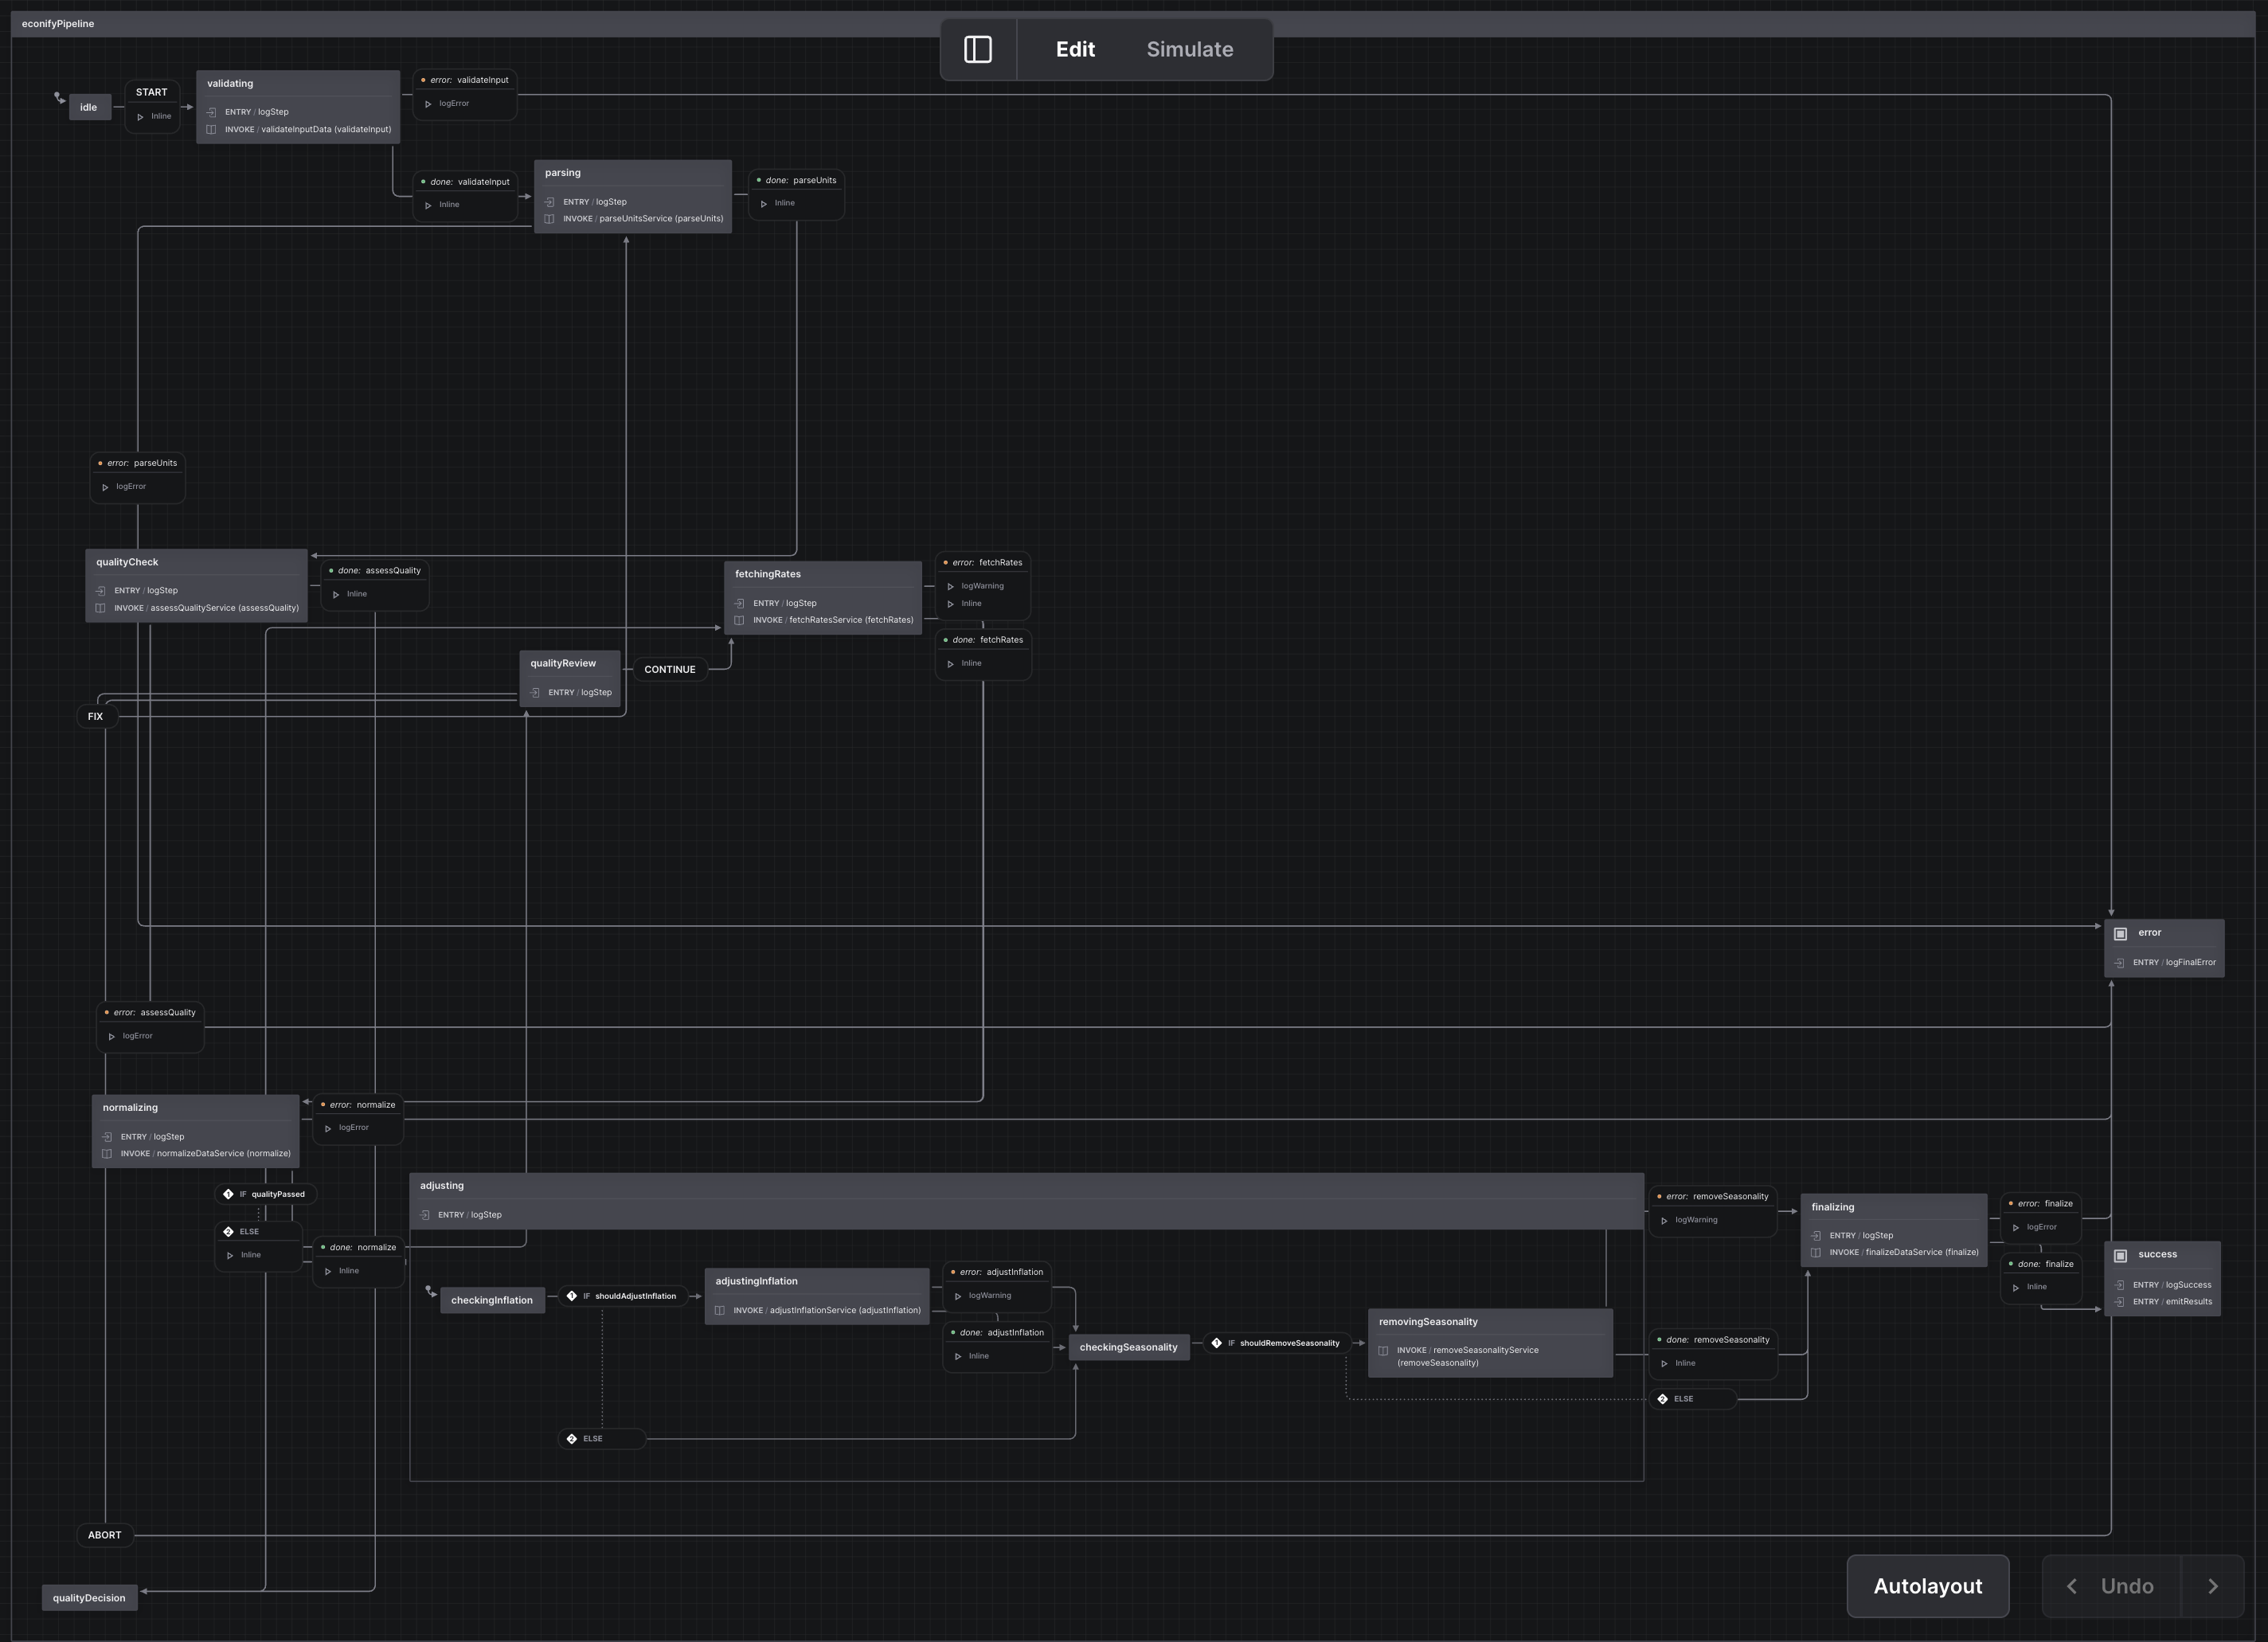 econifyPipeline
Edit
Simulate
idle
START
Inline
validating
ENTRY / logStep
INVOKE / validateInputData (validateInput)
error: validateInput
logError
done: validateInput
Inline
parsing
ENTRY / logStep
INVOKE / parseUnitsService (parseUnits)
done: parseUnits
Inline
error: parseUnits
logError
qualityCheck
ENTRY / logStep
INVOKE / assessQualityService (assessQuality)
done: assessQuality
Inline
fetchingRates
ENTRY / logStep
INVOKE / fetchRatesService (fetchRates)
error: fetchRates
logWarning
Inline
done: fetchRates
Inline
qualityReview
ENTRY / logStep
CONTINUE
FIX
error
ENTRY / logFinalError
error: assessQuality
logError
normalizing
ENTRY / logStep
INVOKE / normalizeDataService (normalize)
error: normalize
logError
1 IF qualityPassed
2 ELSE
Inline
done: normalize
Inline
adjusting
ENTRY / logStep
checkingInflation
1 IF shouldAdjustInflation
2 ELSE
adjustingInflation
INVOKE / adjustInflationService (adjustInflation)
error: adjustInflation
logWarning
done: adjustInflation
Inline
checkingSeasonality
1 IF shouldRemoveSeasonality
removingSeasonality
INVOKE / removeSeasonalityService
(removeSeasonality)
error: removeSeasonality
logWarning
done: removeSeasonality
Inline
2 ELSE
finalizing
ENTRY / logStep
INVOKE / finalizeDataService (finalize)
error: finalize
logError
done: finalize
Inline
success
ENTRY / logSuccess
ENTRY / emitResults
ABORT
qualityDecision
Autolayout
Undo